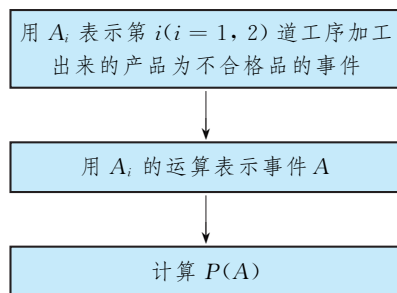 用 Aᵢ 表示第 i(i = 1, 2) 道工序加工
出来的产品为不合格品的事件
用 Aᵢ 的运算表示事件 A
计算 P(A)